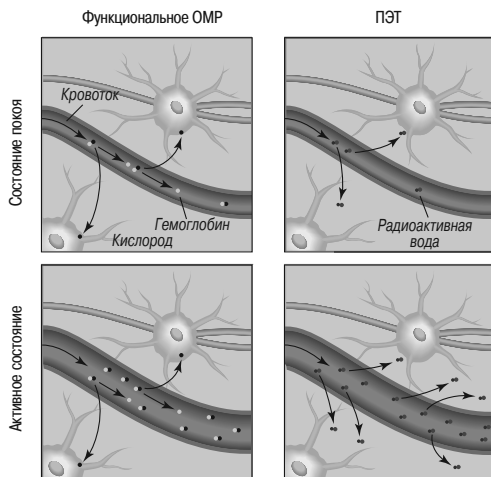 Функциональное ОМР
ПЭТ
Состояние покоя
Кровоток
Гемоглобин
Кислород
Радиоактивная
вода
Активное состояние